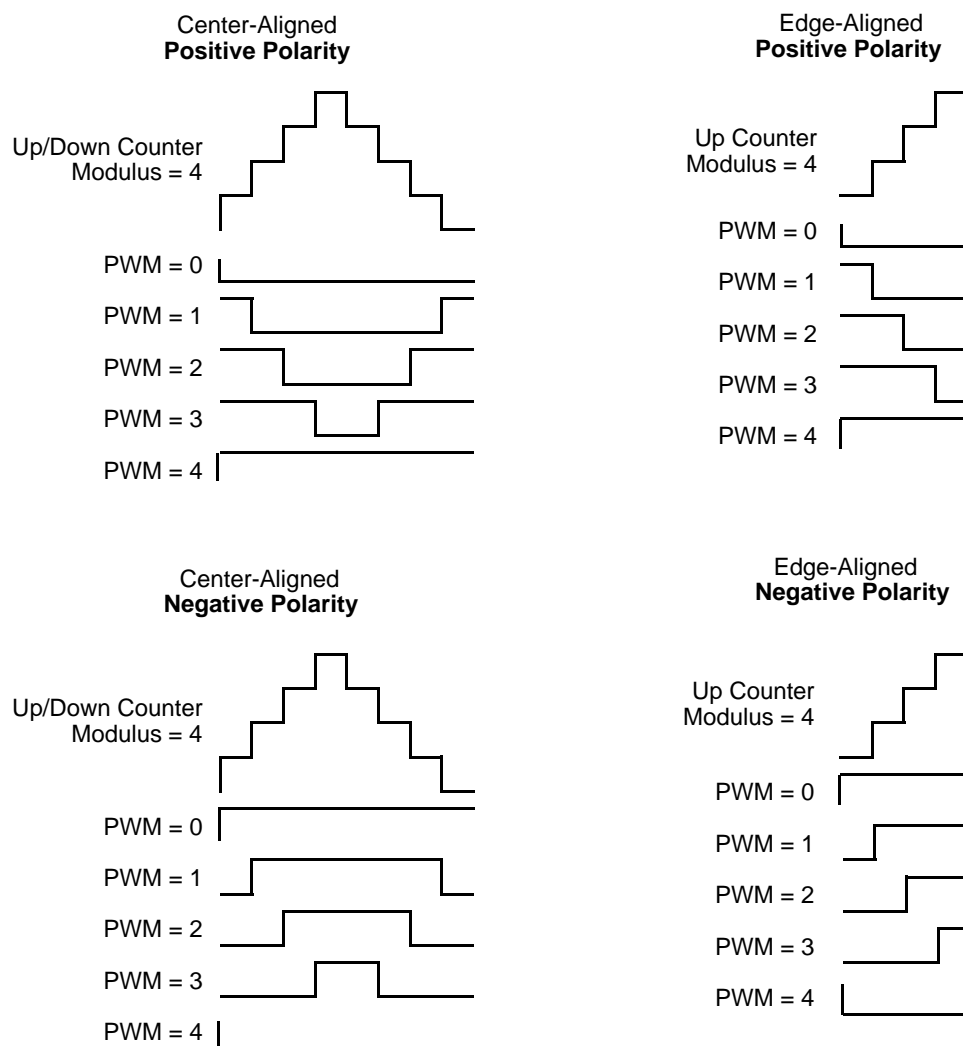 Center-Aligned
Positive Polarity
Up/Down Counter
Modulus = 4
PWM = 0
PWM = 1
PWM = 2
PWM = 3
PWM = 4
Edge-Aligned
Positive Polarity
Up Counter
Modulus = 4
PWM = 0
PWM = 1
PWM = 2
PWM = 3
PWM = 4
Center-Aligned
Negative Polarity
Up/Down Counter
Modulus = 4
PWM = 0
PWM = 1
PWM = 2
PWM = 3
PWM = 4
Edge-Aligned
Negative Polarity
Up Counter
Modulus = 4
PWM = 0
PWM = 1
PWM = 2
PWM = 3
PWM = 4